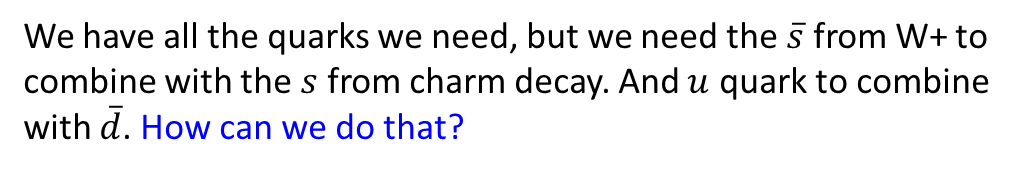 We have all the quarks we need, but we need the s̄ from W+ to
combine with the s from charm decay. And u quark to combine
with d̄. How can we do that?